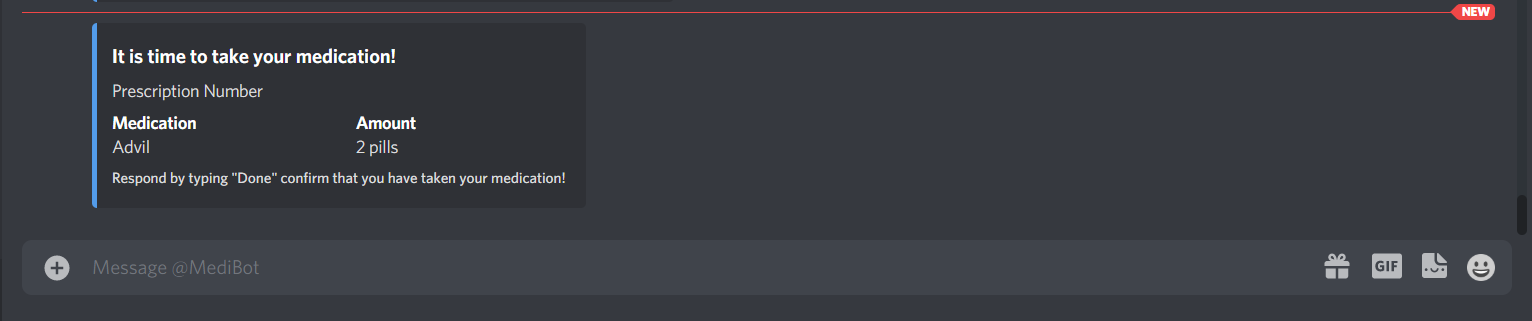 NEW
It is time to take your medication!
Prescription Number
Medication Amount
Advil 2 pills
Respond by typing "Done" confirm that you have taken your medication!
Message @MediBot GIF